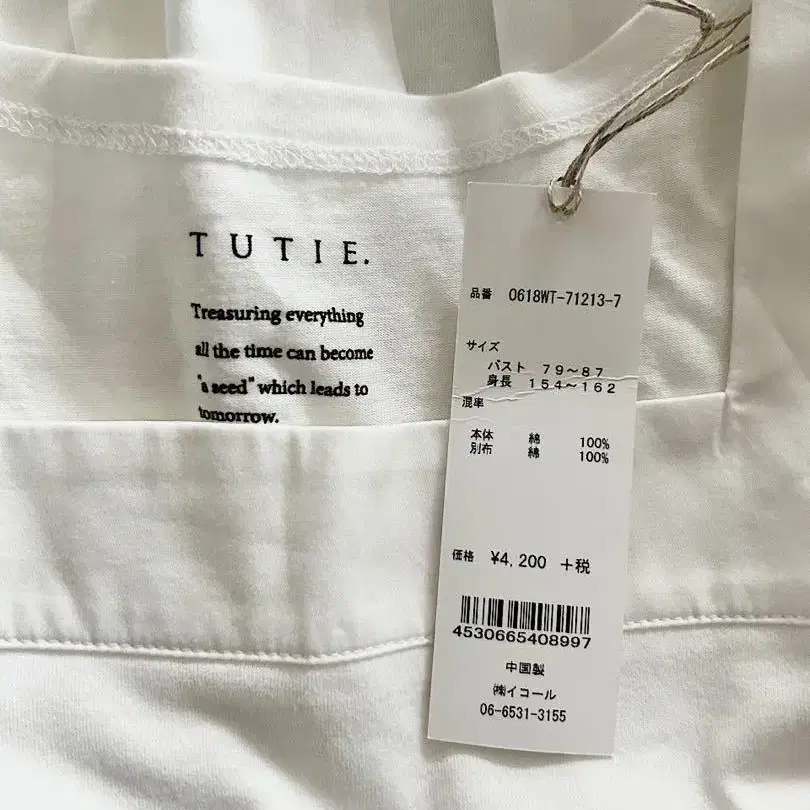 TUTIE.
Treasuring everything
all the time can become
"a seed" which leads to
tomorrow.
品番 0618WT-71213-7
サイズ
バスト 79～87
身長 154～162
混率
本体 綿 100%
別布 綿 100%
価格 ¥4,200 +税
4530665408997
中国製
㈱イコール
06-6531-3155